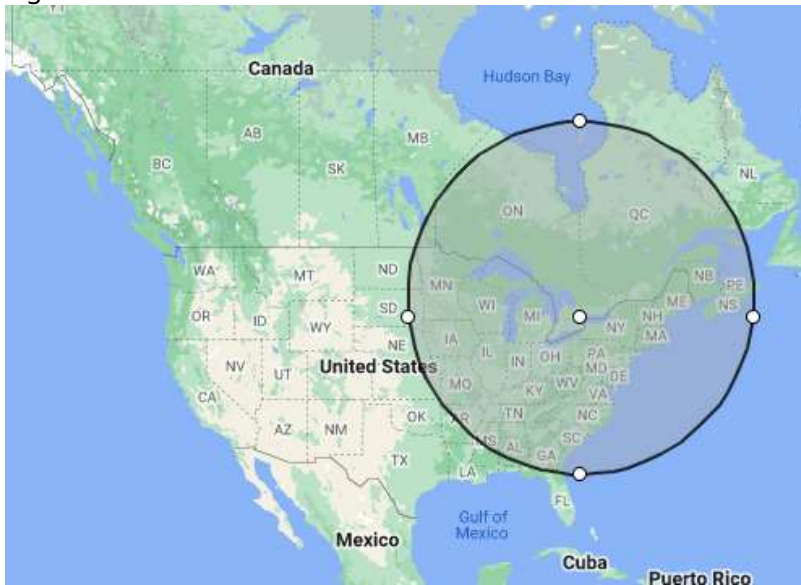 YT
Canada
Hudson Bay
AB
MB
BC
SK
NL
ON
QC
WA
MT
ND
MN
NB
PE
OR
ID
SD
WI
MI
ME
NS
WY
NH
NY
MA
NE
IA
IL
IN
OH
PA
MD
NV
UT
United States
MO
KY
WV
DE
VA
CA
AZ
NM
OK
AR
TN
NC
MS
AL
SC
GA
TX
LA
FL
Gulf of
Mexico
Mexico
Cuba
Puerto Rico